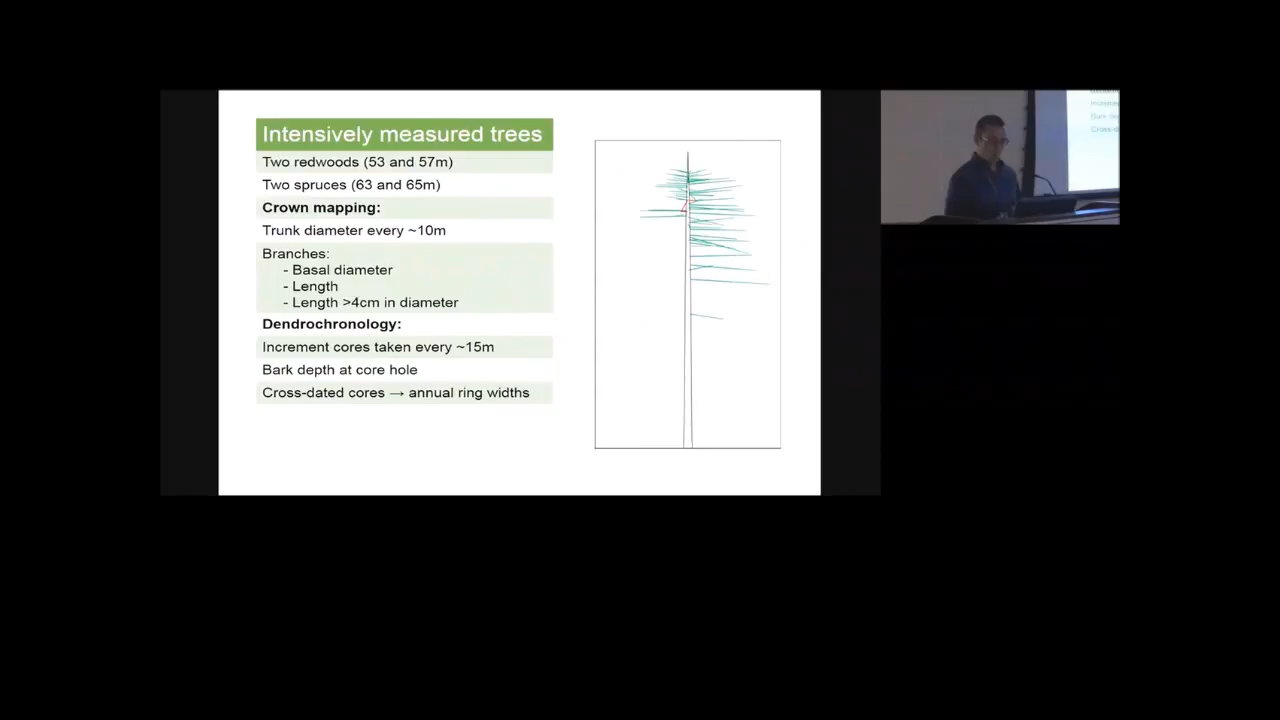 Intensively measured trees
Two redwoods (53 and 57m)
Two spruces (63 and 65m)
Crown mapping:
Trunk diameter every ~10m
Branches:
- Basal diameter
- Length
- Length >4cm in diameter
Dendrochronology:
Increment cores taken every ~15m
Bark depth at core hole
Cross-dated cores → annual ring widths